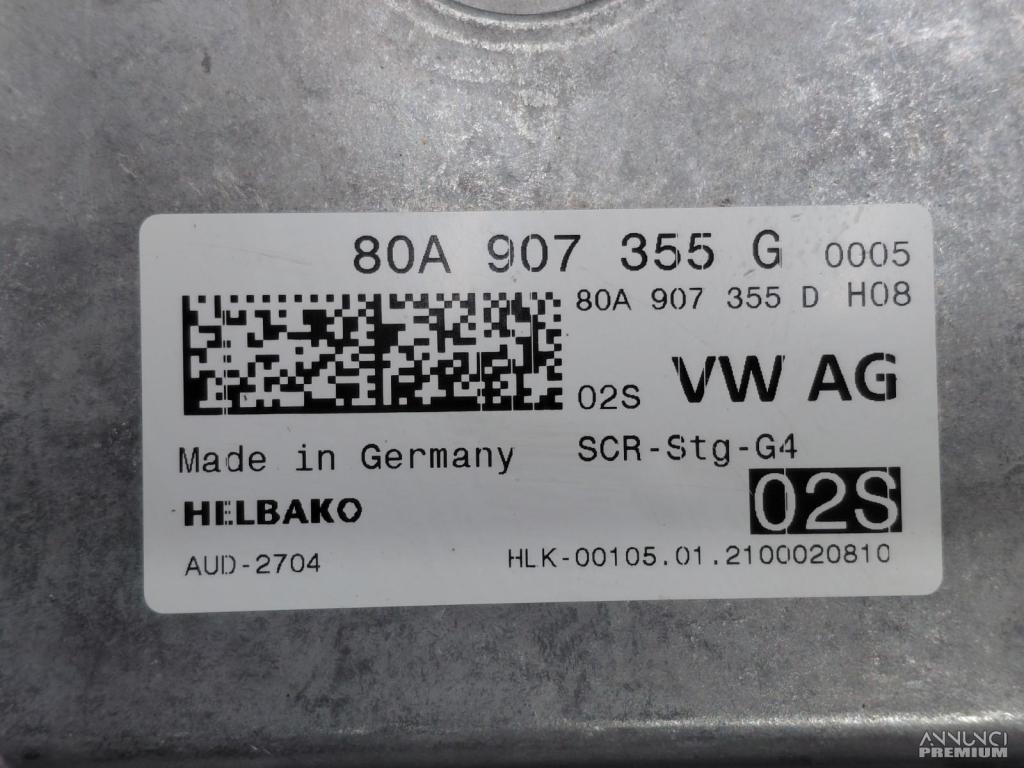 80A 907 355 G 0005
80A 907 355 D H08
02S VW AG
Made in Germany SCR-Stg-G4
HELBAKO 02S
AUD-2704 HLK-00105.01.2100020810
ANNUNCI
PREMIUM